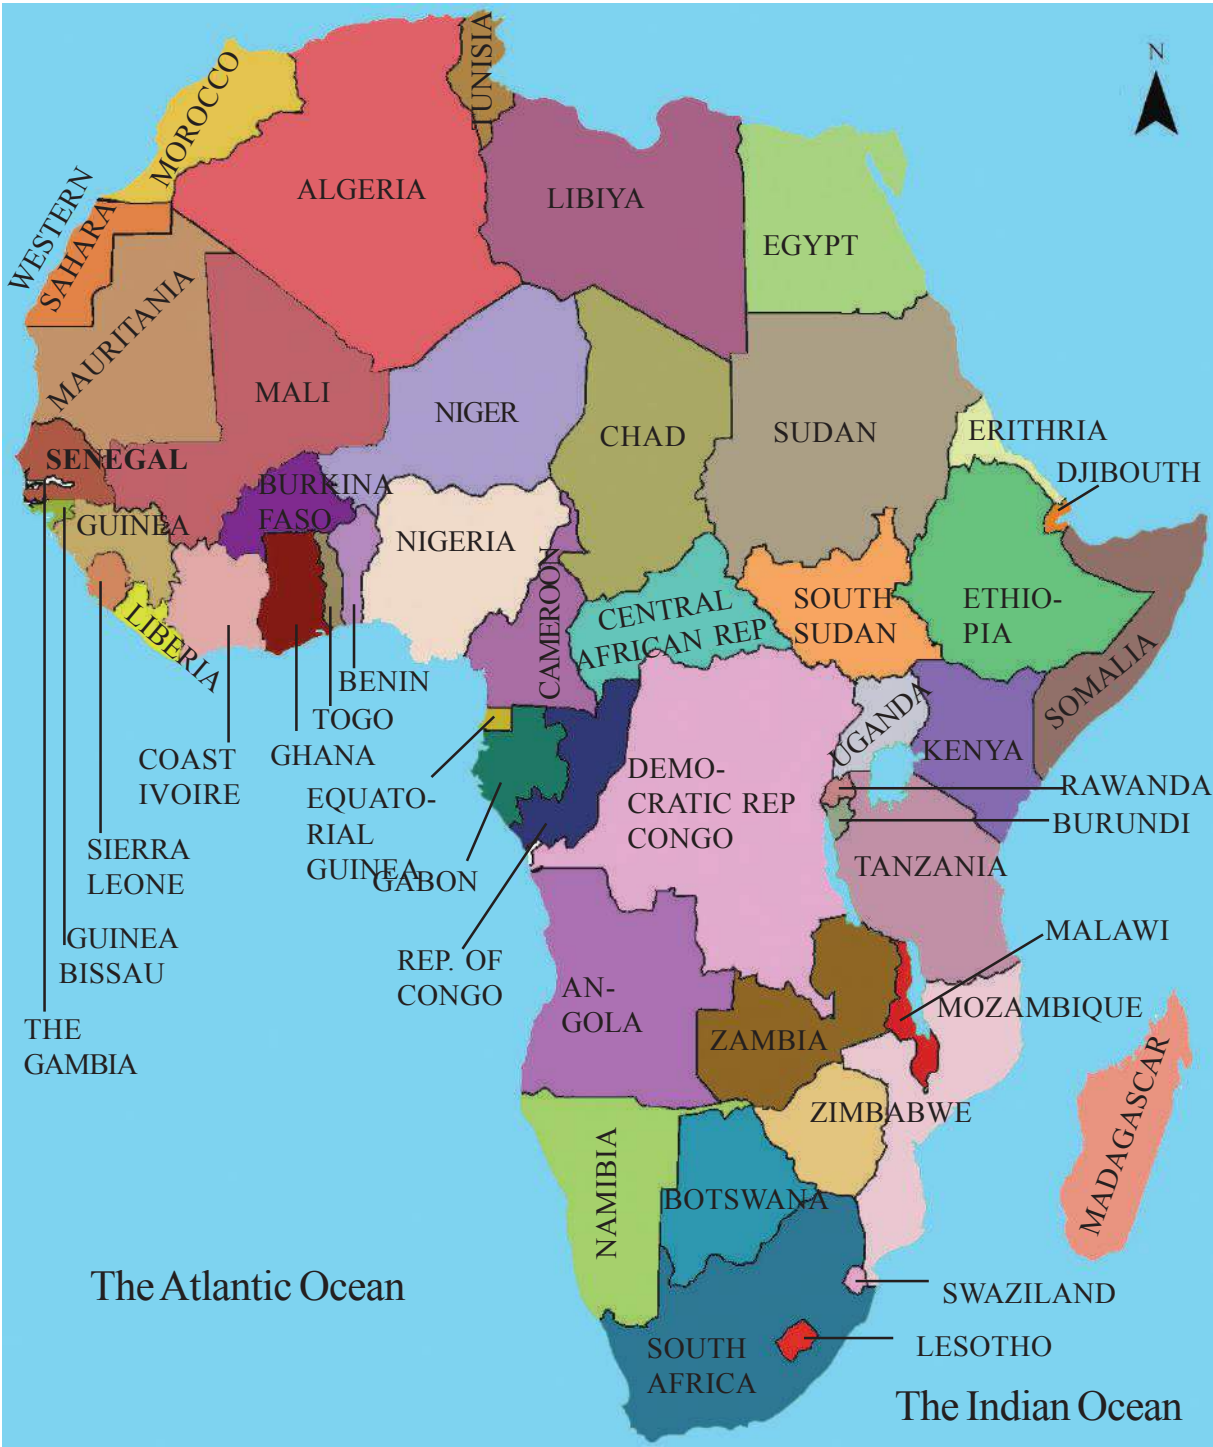 N
TUNISIA
MOROCCO
ALGERIA
LIBIYA
EGYPT
WESTERN
SAHARA
MAURITANIA
MALI
NIGER
CHAD
SUDAN
ERITHRIA
DJIBOUTH
SENEGAL
BURKINA
FASO
GUINEA
NIGERIA
CAMEROON
CENTRAL
AFRICAN REP
SOUTH
SUDAN
ETHIO-
PIA
SOMALIA
LIBERIA
BENIN
TOGO
GHANA
COAST
IVOIRE
UGANDA
KENYA
EQUATO-
RIAL
GUINEA
GABON
DEMO-
CRATIC REP
CONGO
RAWANDA
BURUNDI
TANZANIA
SIERRA
LEONE
GUINEA
BISSAU
REP. OF
CONGO
MALAWI
THE
GAMBIA
AN-
GOLA
ZAMBIA
MOZAMBIQUE
MADAGASCAR
ZIMBABWE
NAMIBIA
BOTSWANA
The Atlantic Ocean
SWAZILAND
LESOTHO
SOUTH
AFRICA
The Indian Ocean